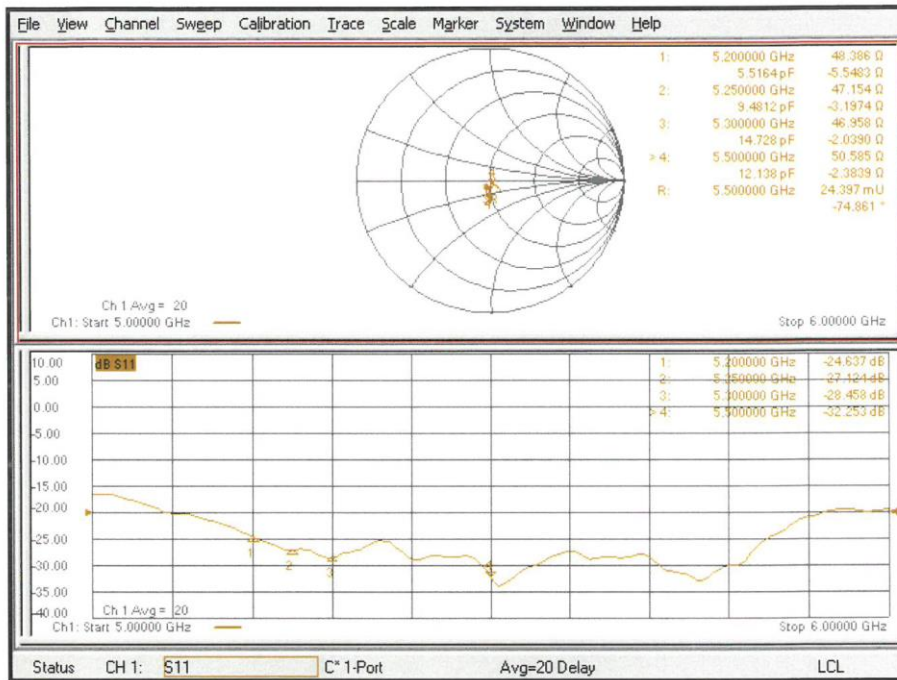 File View Channel Sweep Calibration Trace Scale Marker System Window Help
1: 5.200000 GHz 48.386 Ω
5.5164 pF -5.5483 Ω
2: 5.250000 GHz 47.154 Ω
9.4812 pF -3.1974 Ω
3: 5.300000 GHz 46.958 Ω
14.728 pF -2.0390 Ω
> 4: 5.500000 GHz 50.585 Ω
12.138 pF -2.3839 Ω
R: 5.500000 GHz 24.397 mU
-74.861 °
Ch 1 Avg = 20
Ch1: Start 5.00000 GHz
Stop 6.00000 GHz
10.00
5.00
0.00
-5.00
-10.00
-15.00
-20.00
-25.00
-30.00
-35.00
-40.00
dB S11
1: 5.200000 GHz -24.637 dB
2: 5.250000 GHz -27.124 dB
3: 5.300000 GHz -28.458 dB
> 4: 5.500000 GHz -32.253 dB
1
2
3
4
Ch 1 Avg = 20
Ch1: Start 5.00000 GHz
Stop 6.00000 GHz
Status CH 1: S11 C* 1-Port Avg=20 Delay LCL